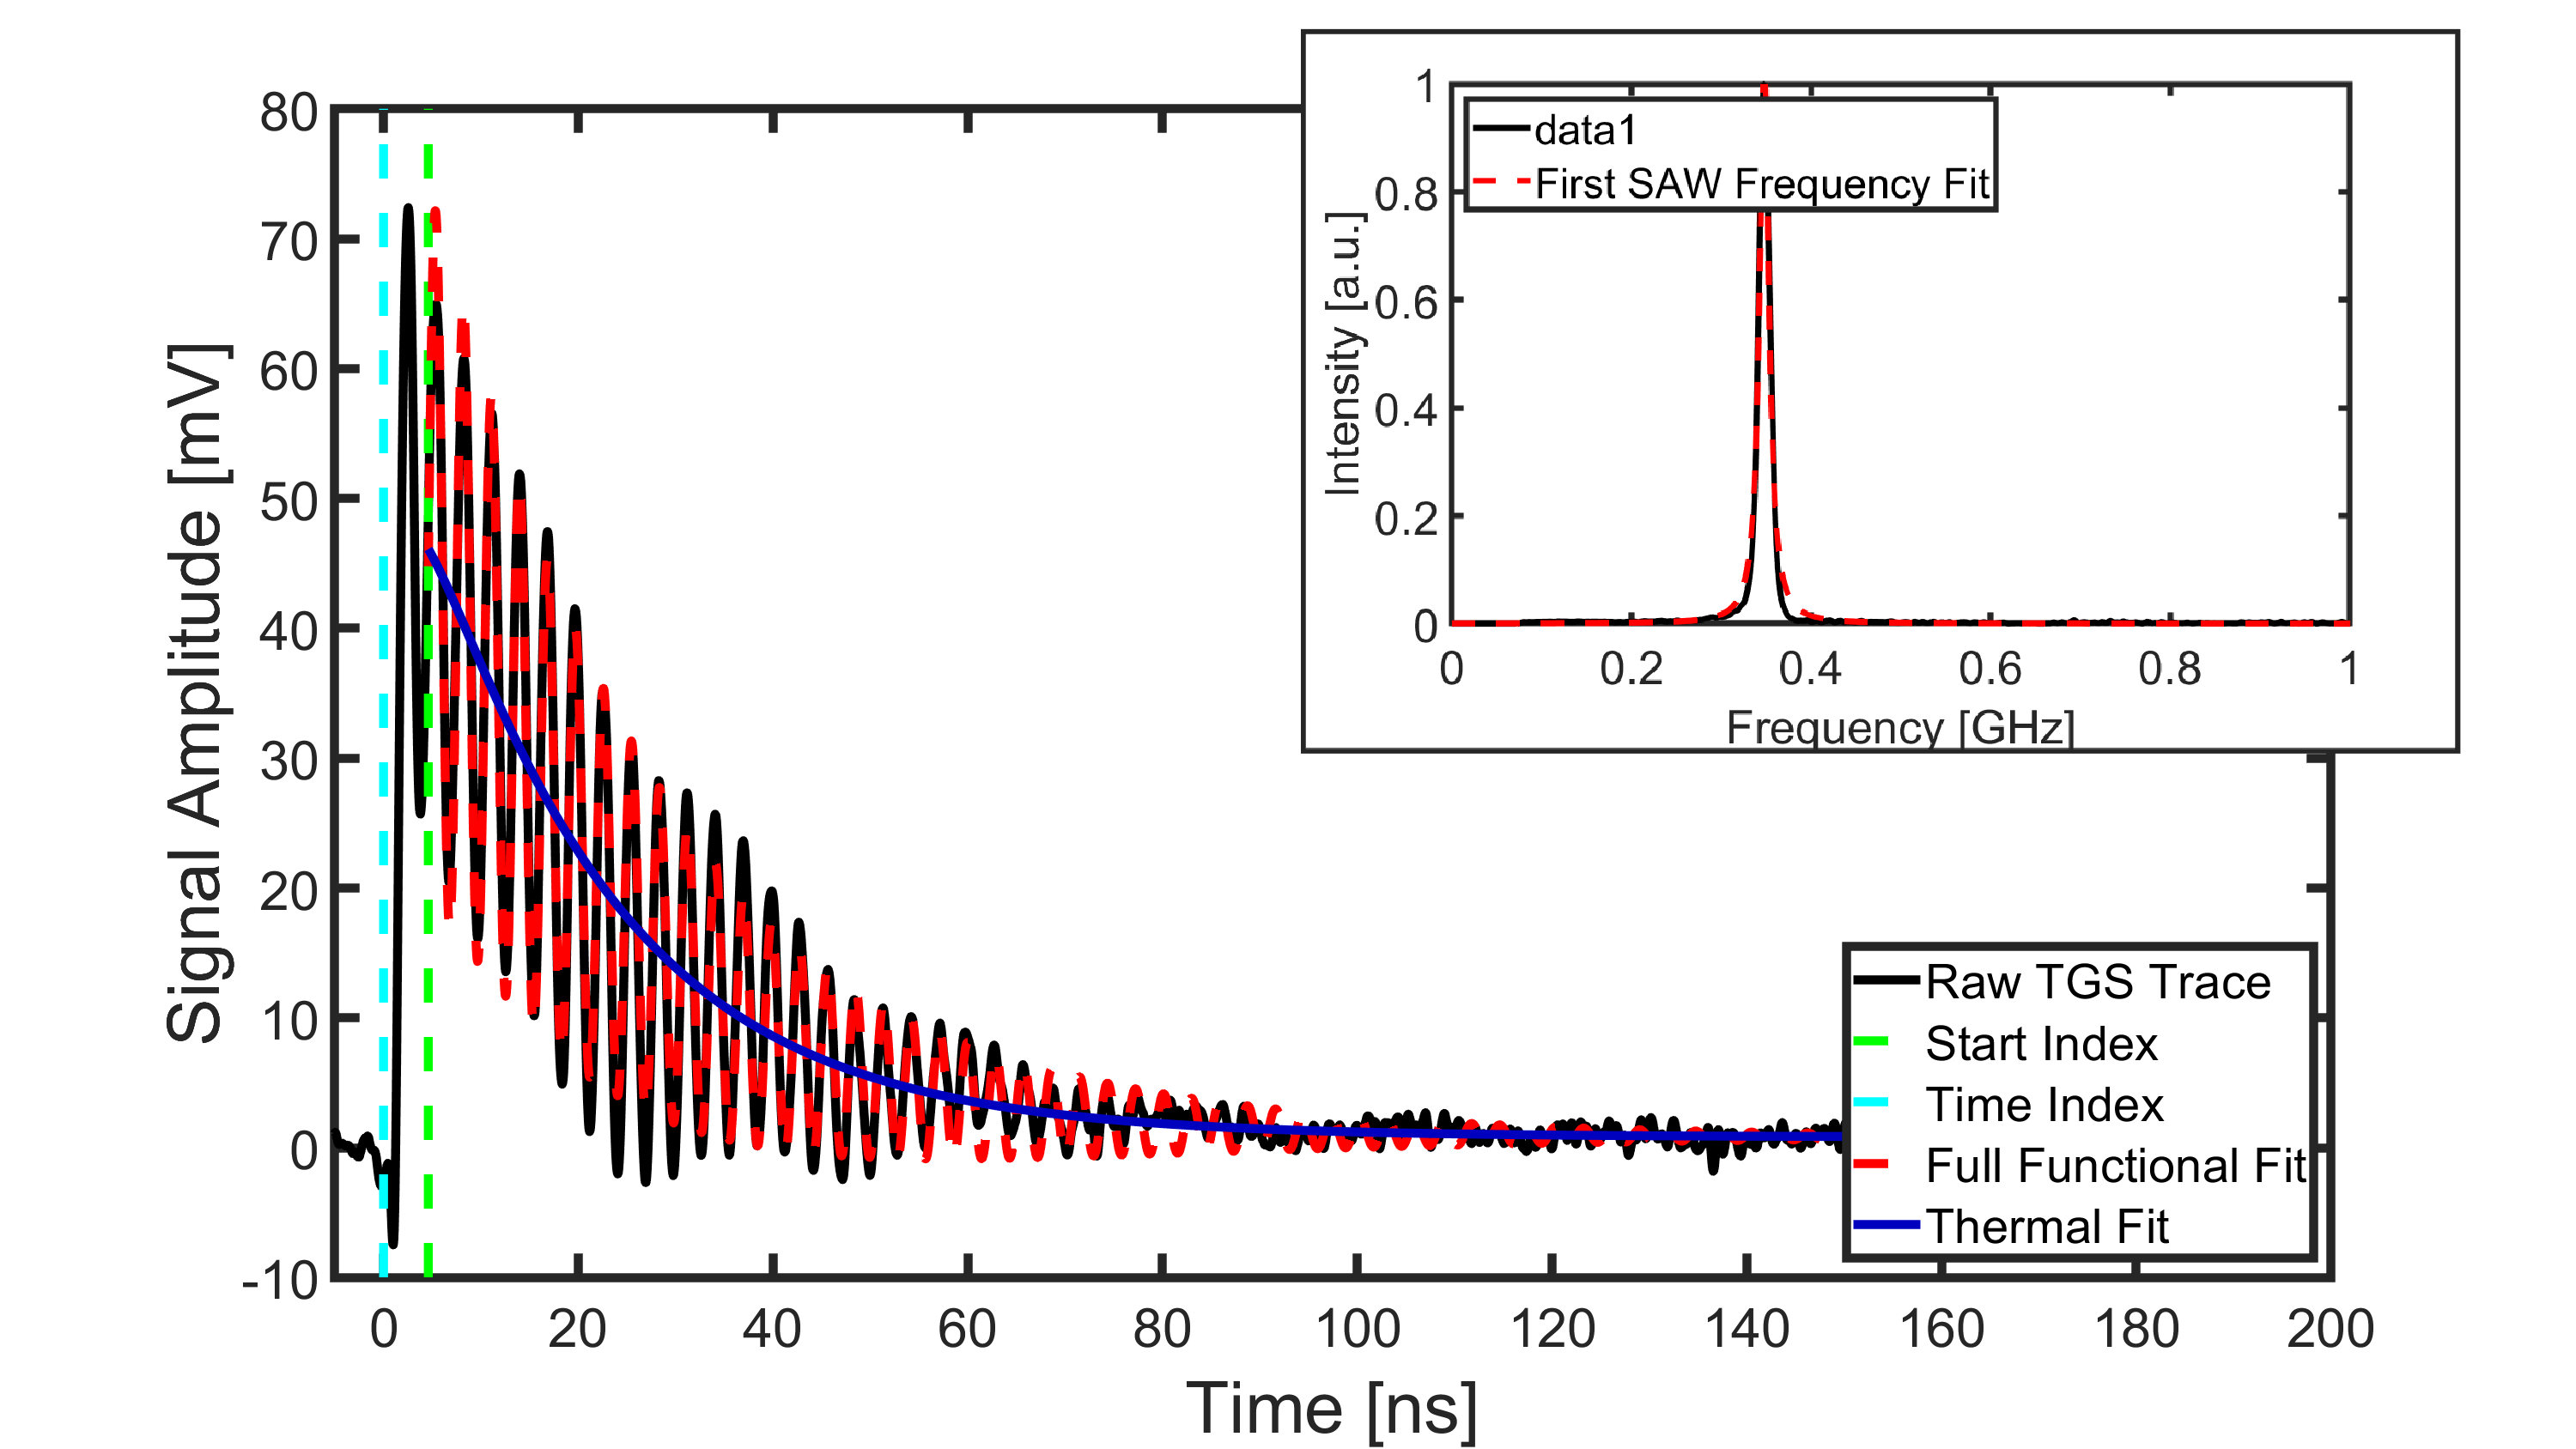 80
70
60
50
40
30
20
10
0
-10
Signal Amplitude [mV]
0 20 40 60 80 100 120 140 160 180 200
Time [ns]
1
0.8
0.6
0.4
0.2
0
Intensity [a.u.]
data1
First SAW Frequency Fit
0 0.2 0.4 0.6 0.8 1
Frequency [GHz]
Raw TGS Trace
Start Index
Time Index
Full Functional Fit
Thermal Fit